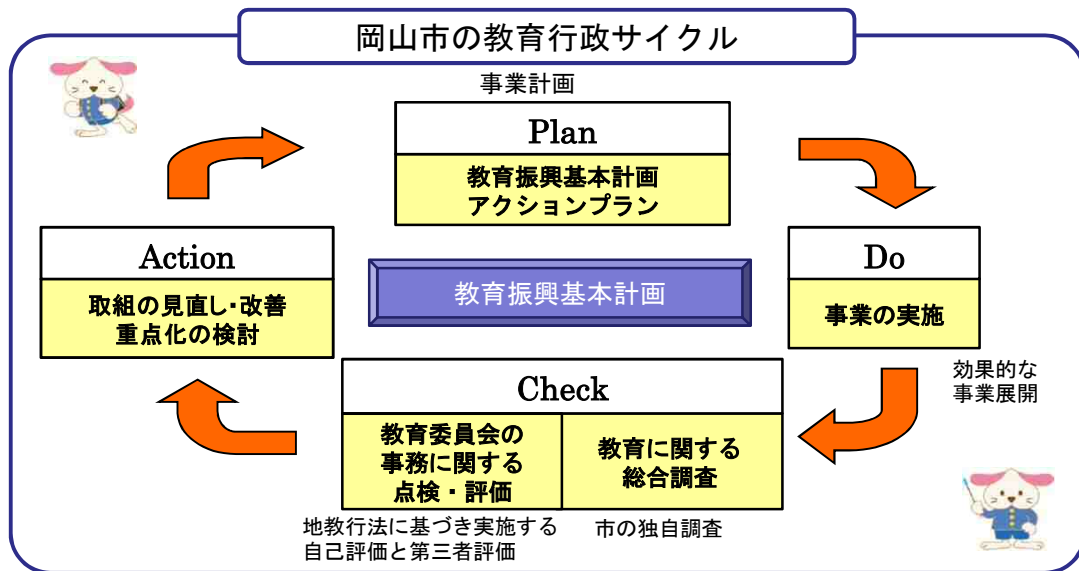 岡山市の教育行政サイクル
事業計画
Plan
教育振興基本計画
アクションプラン
Do
事業の実施
効果的な
事業展開
教育振興基本計画
Check
教育委員会の
事務に関する
点検・評価
教育に関する
総合調査
地教行法に基づき実施する
自己評価と第三者評価
市の独自調査
Action
取組の見直し・改善
重点化の検討